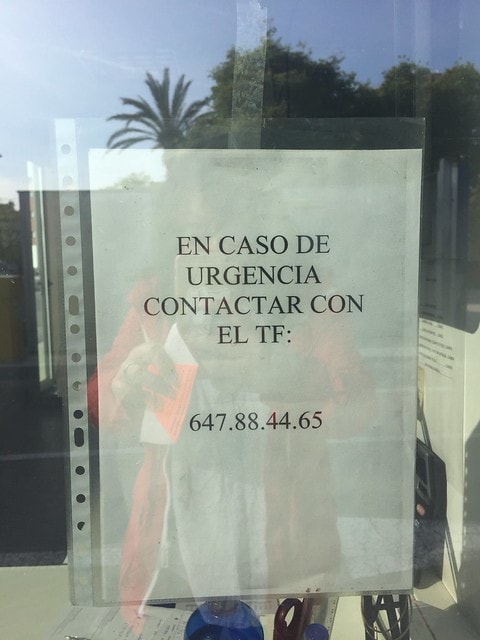 EN CASO DE
URGENCIA
CONTACTAR CON
EL TF:
647.88.44.65